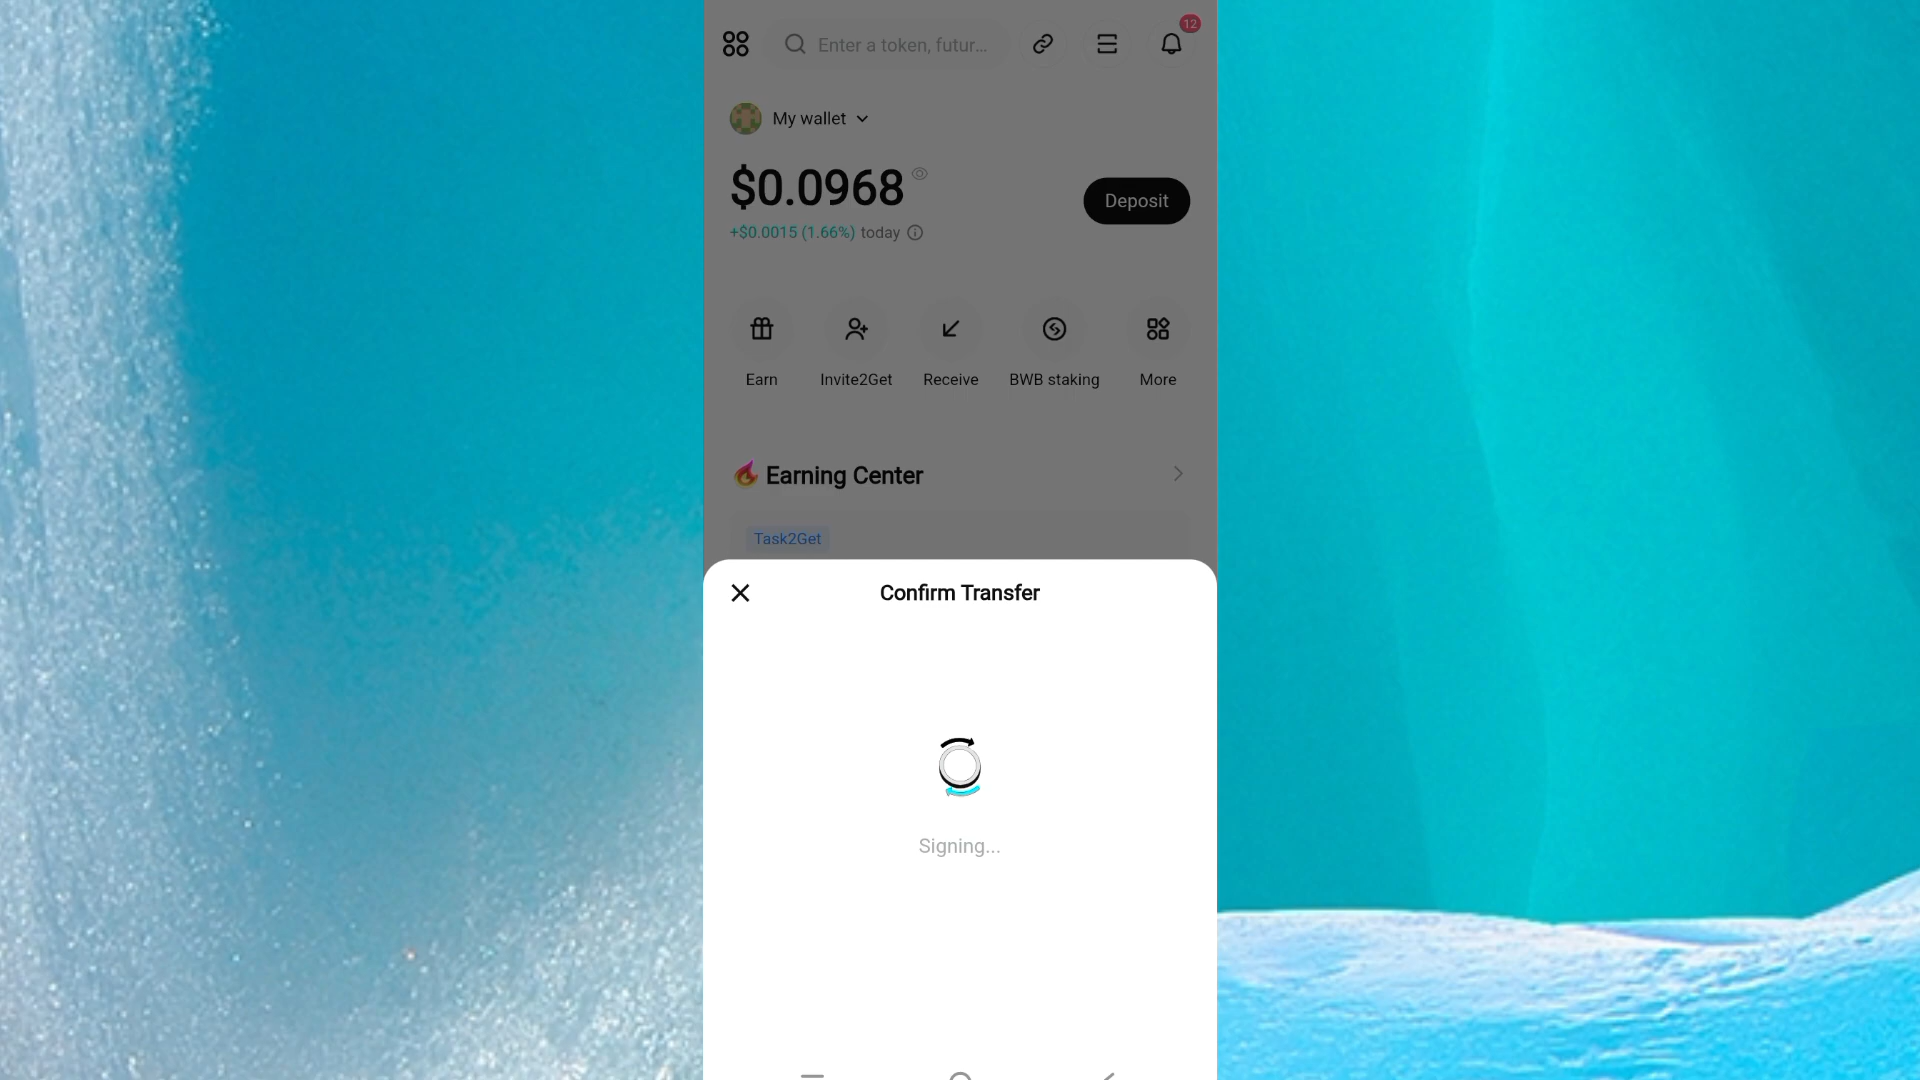 Enter a token, futur...
12
My wallet
$0.0968
Deposit
+$0.0015 (1.66%) today
Earn
Invite2Get
Receive
BWB staking
More
Earning Center
Task2Get
Confirm Transfer
Signing...